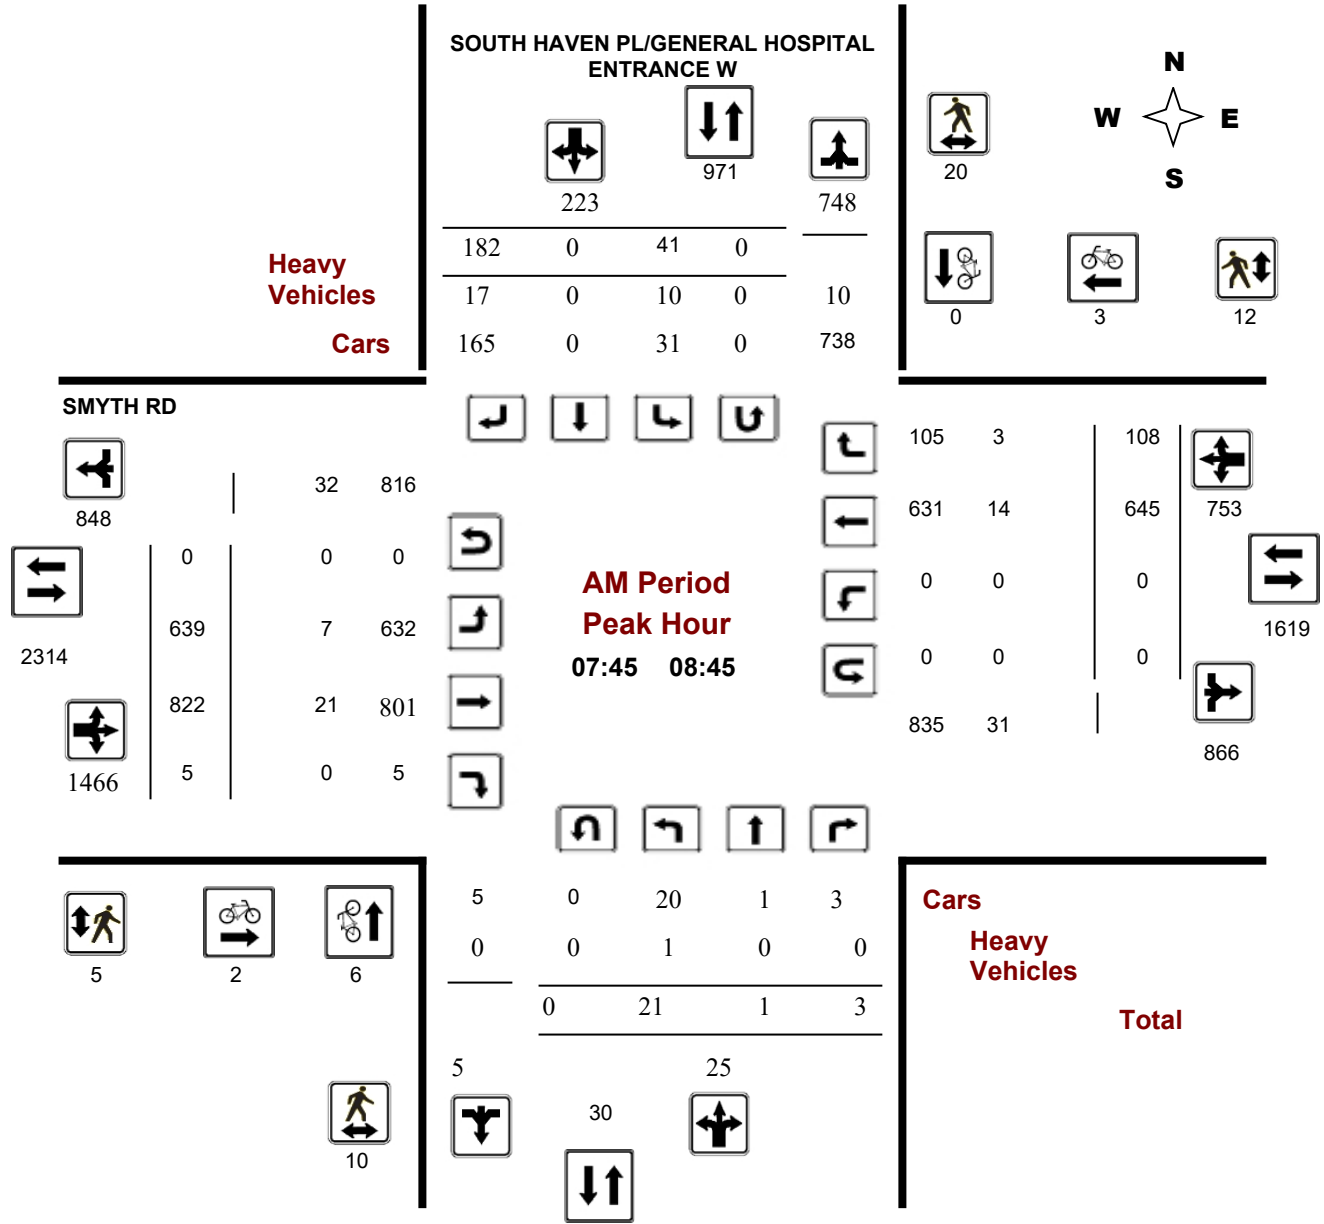 SOUTH HAVEN PL/GENERAL HOSPITAL
ENTRANCE W
N
W E
S
971
20
223 748
182 0 41 0
Heavy
Vehicles
17 0 10 0 10
0 3 12
Cars
165 0 31 0 738
SMYTH RD
105 3 108
32 816
848
631 14 645 753
0 0 0
0 0 0
AM Period
Peak Hour
639 7 632
1619
2314
07:45 08:45
0 0 0
822 21 801
835 31
866
1466
5 0 5
5 0 20 1 3
Cars
0 0 1 0 0
Heavy
Vehicles
5 2 6
0 21 1 3
Total
5 25
30
10